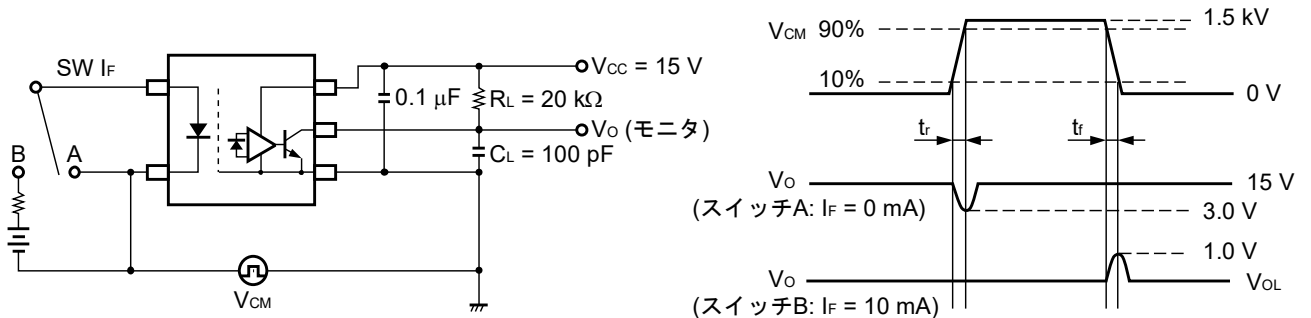 SW IF
B
A
0.1 μF
VCC = 15 V
RL = 20 kΩ
VO (モニタ)
CL = 100 pF
VCM
VCM 90%
10%
1.5 kV
0 V
tr
tf
VO
(スイッチA: IF = 0 mA)
15 V
3.0 V
1.0 V
VO
(スイッチB: IF = 10 mA)
VOL